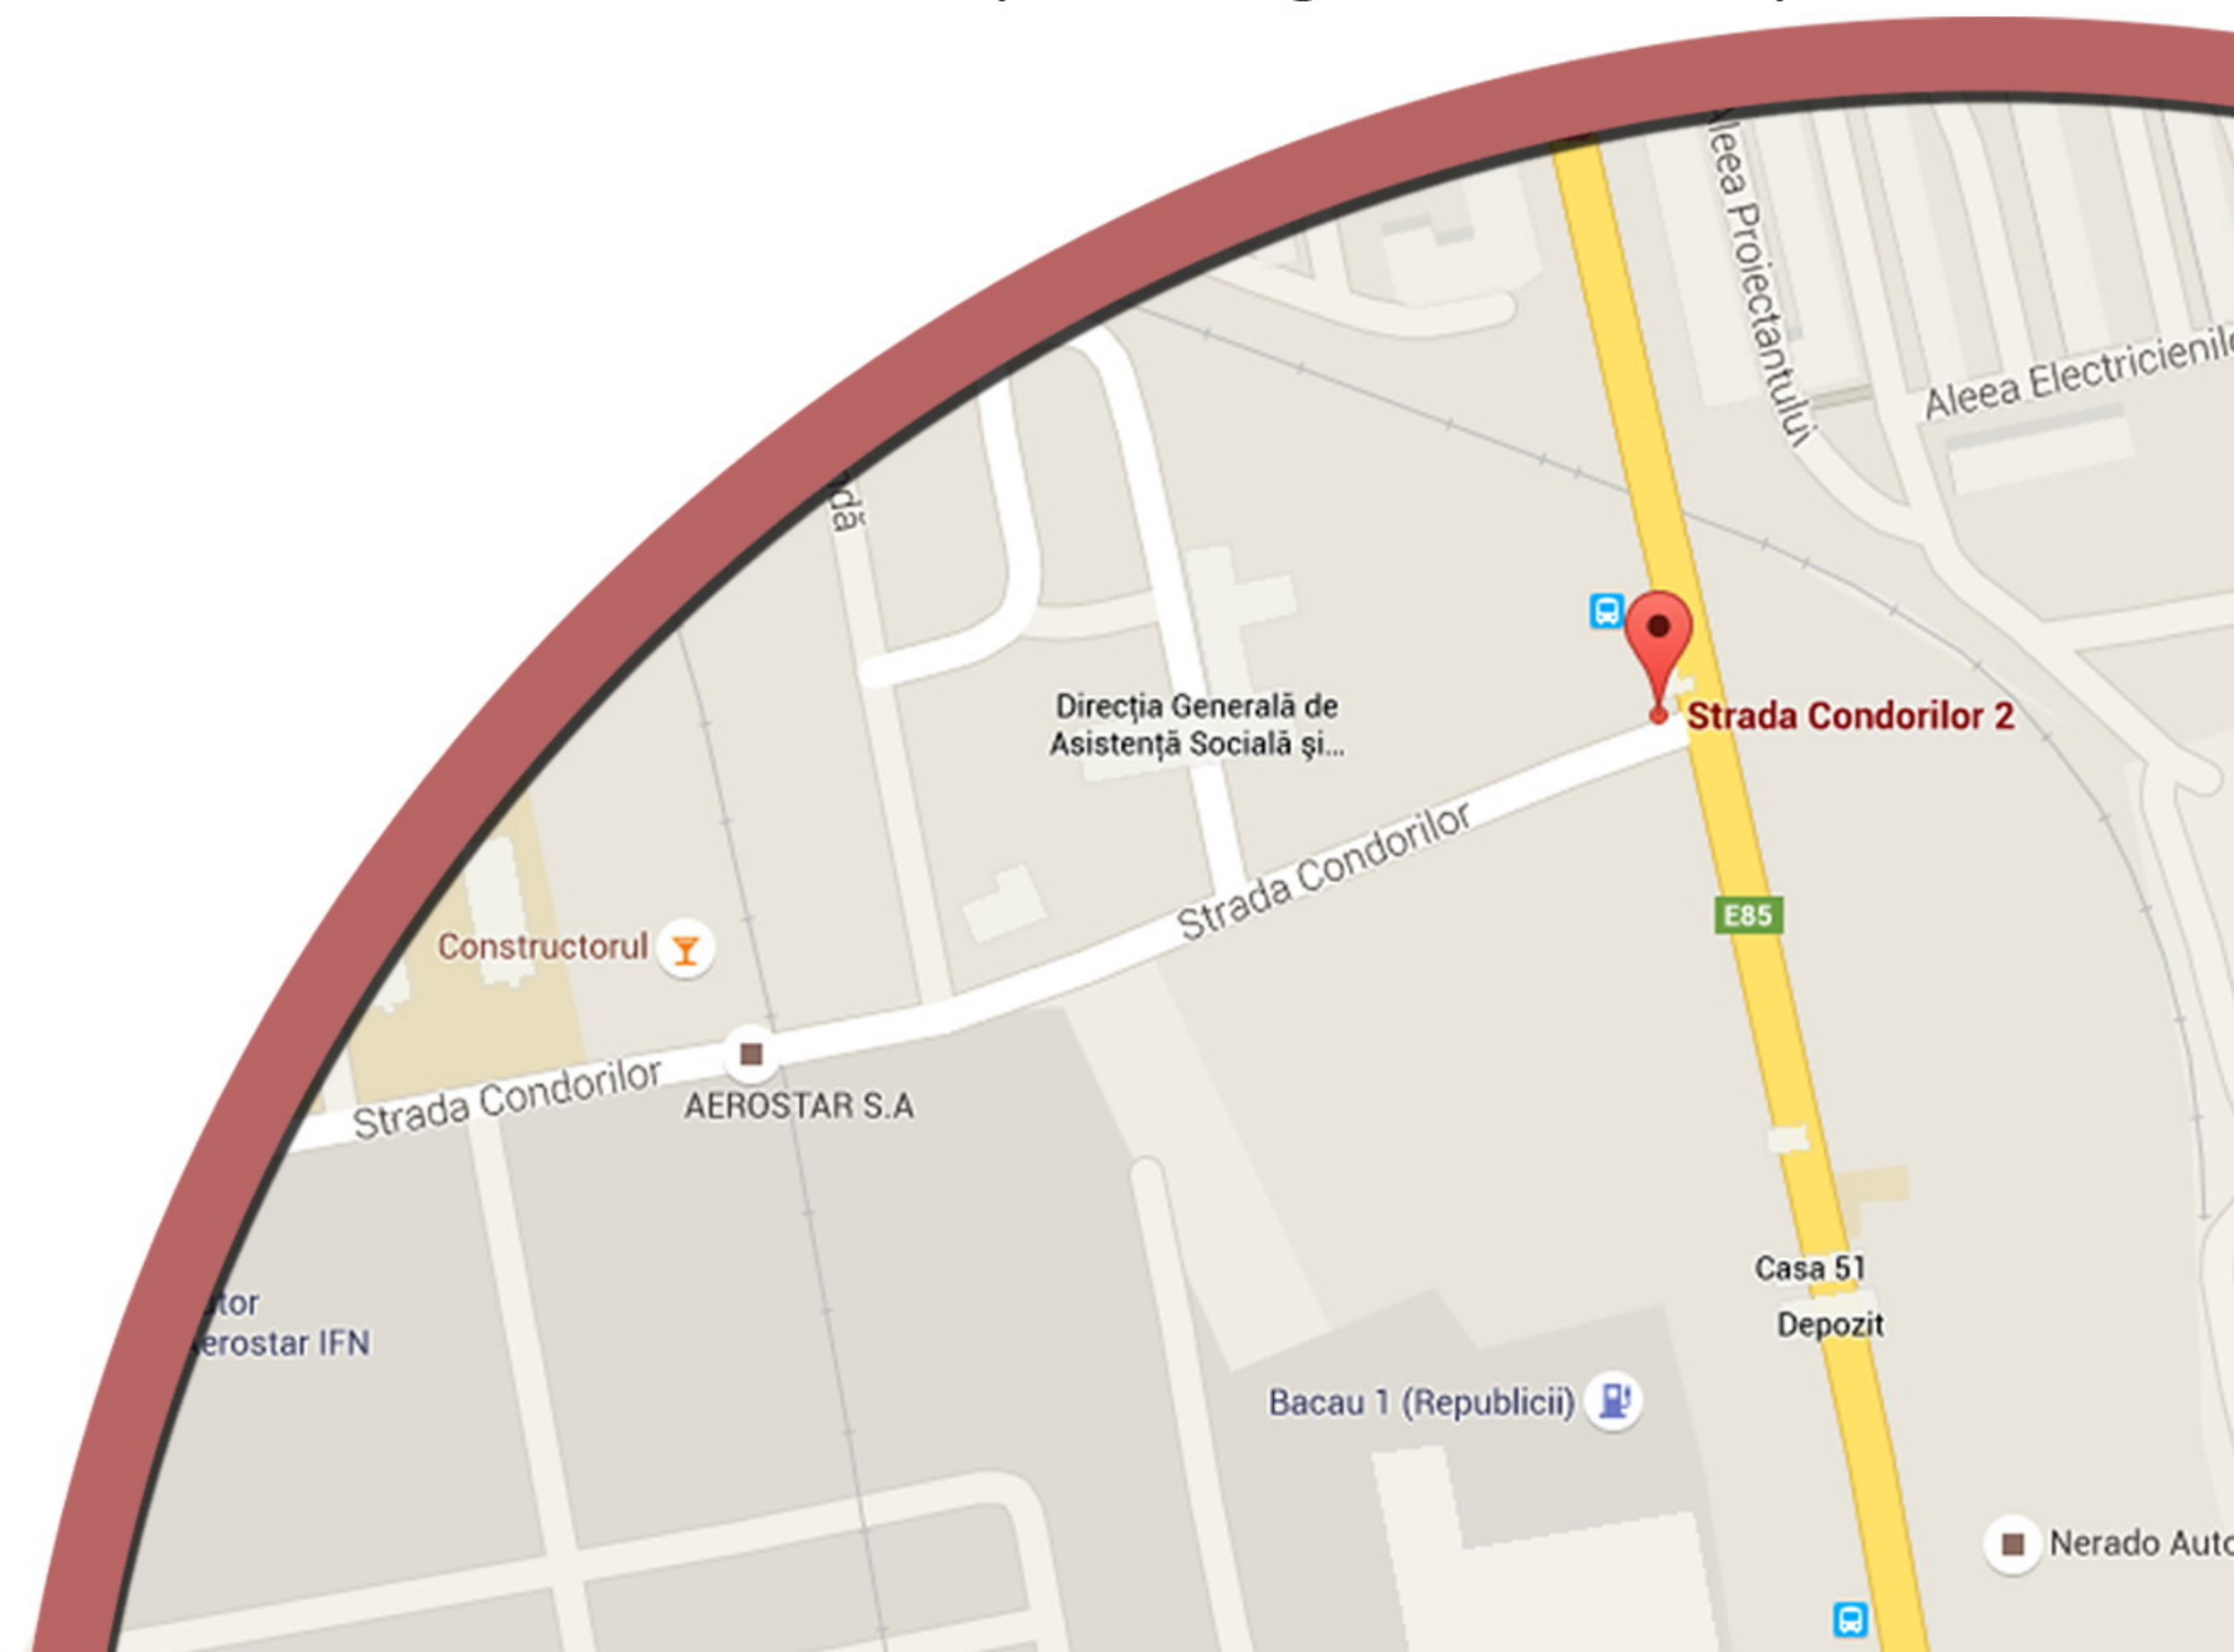 Aleea Proiectantului
Aleea
Strada Condorilor 2
Direcția Generală de
Asistență Socială și...
Strada Condorilor
E85
Constructorul
Strada Condorilor
AEROSTAR S.A
Casa 51
Depozit
IFN
Bacau 1 (Republicii)
Nerado Auto